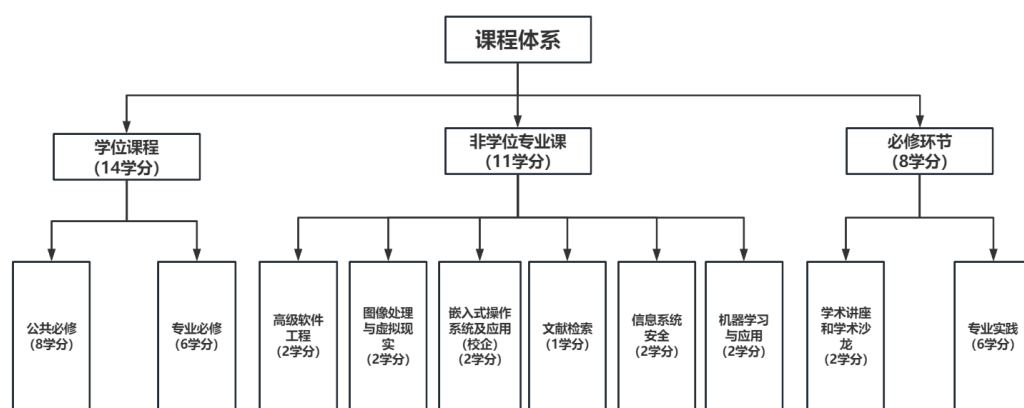 课程体系
学位课程
(14学分)
非学位专业课
(11学分)
必修环节
(8学分)
公共必修
(8学分)
专业必修
(6学分)
高级软件
工程
(2学分)
图像处理
与虚拟现
实
(2学分)
嵌入式操作
系统及应用
(校企)
(2学分)
文献检索
(1学分)
信息系统
安全
(2学分)
机器学习
与应用
(2学分)
学术讲座
和学术沙
龙
(2学分)
专业实践
(6学分)